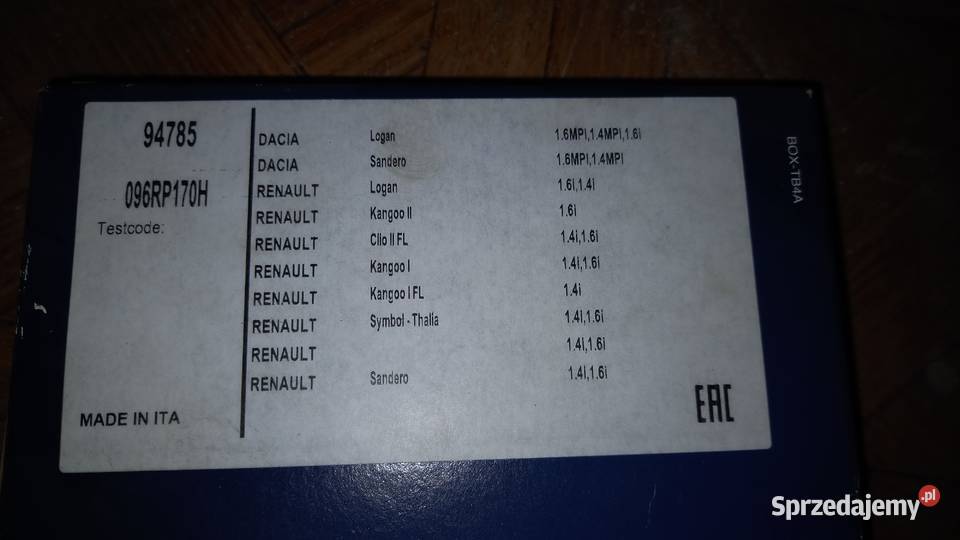 94785
096RP170H
Testcode:
DACIA Logan 1.6MPI,1.4MPI,1.6i
DACIA Sandero 1.6MPI,1.4MPI
RENAULT Logan 1.6i,1.4i
RENAULT Kangoo II 1.6i
RENAULT Clio II FL 1.4i,1.6i
RENAULT Kangoo I 1.4i,1.6i
RENAULT Kangoo I FL 1.4i
RENAULT Symbol - Thalia 1.4i,1.6i
RENAULT 1.4i,1.6i
RENAULT Sandero 1.4i,1.6i
MADE IN ITA
EAC
BOX-TB4A
Sprzedajemy.pl